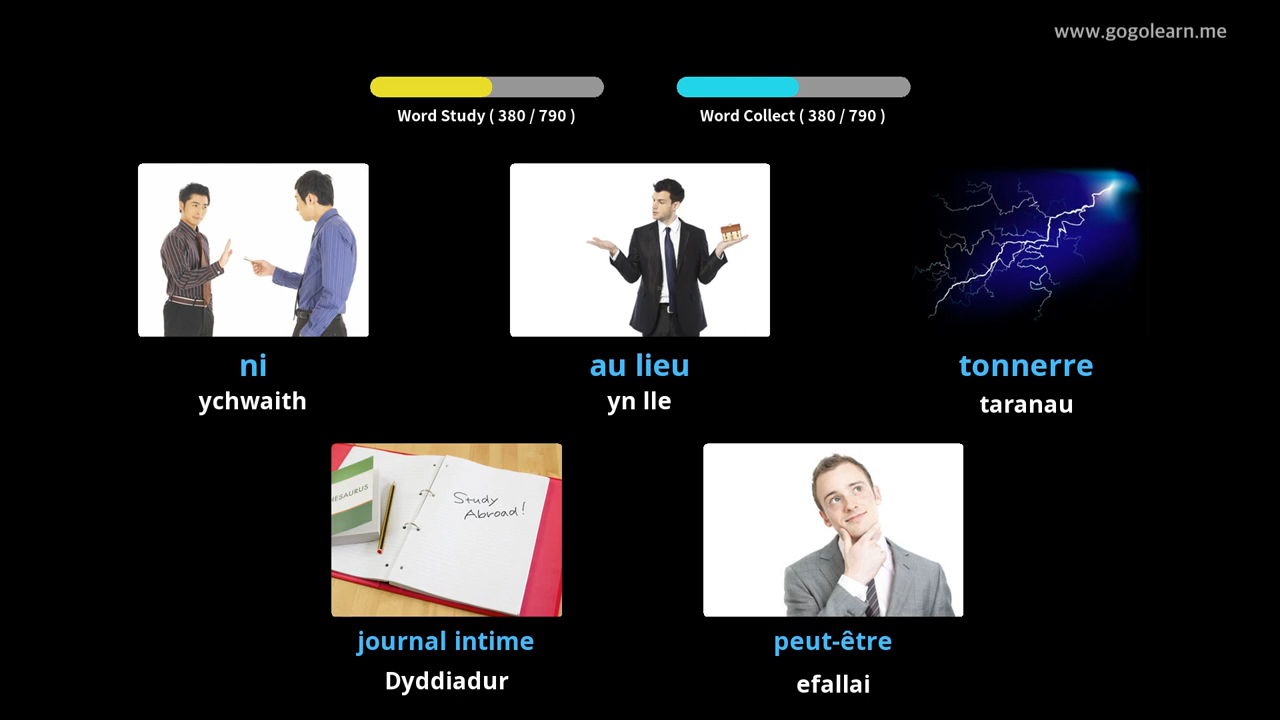 www.gogolearn.me
Word Study ( 380 / 790 )
Word Collect ( 380 / 790 )
ni
ychwaith
au lieu
yn lle
tonnerre
taranau
HESAURUS
Study
Abroad!
journal intime
Dyddiadur
peut-être
efallai